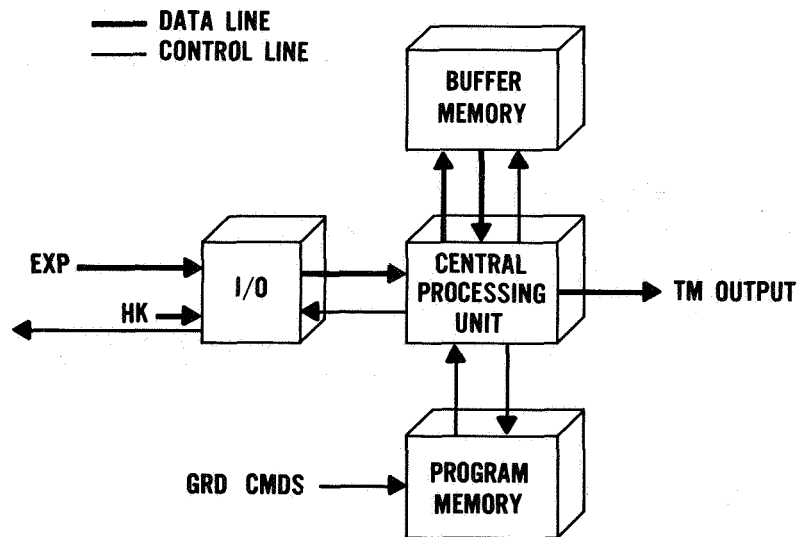 DATA LINE
CONTROL LINE
BUFFER
MEMORY
EXP
I/O
HK
CENTRAL
PROCESSING
UNIT
TM OUTPUT
GRD CMDS
PROGRAM
MEMORY